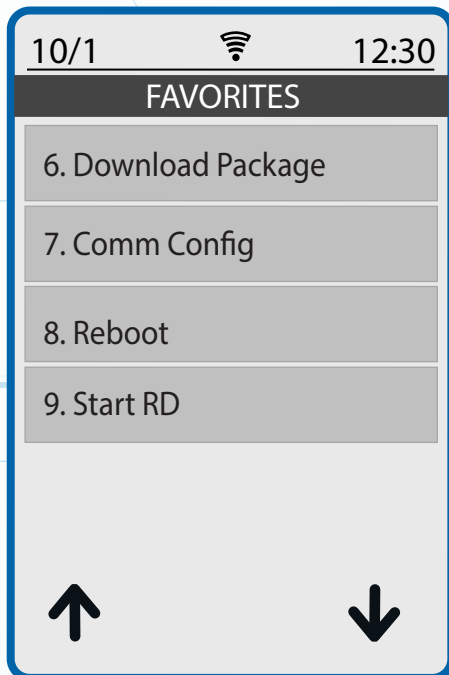 10/1 12:30
FAVORITES
6. Download Package
7. Comm Config
8. Reboot
9. Start RD